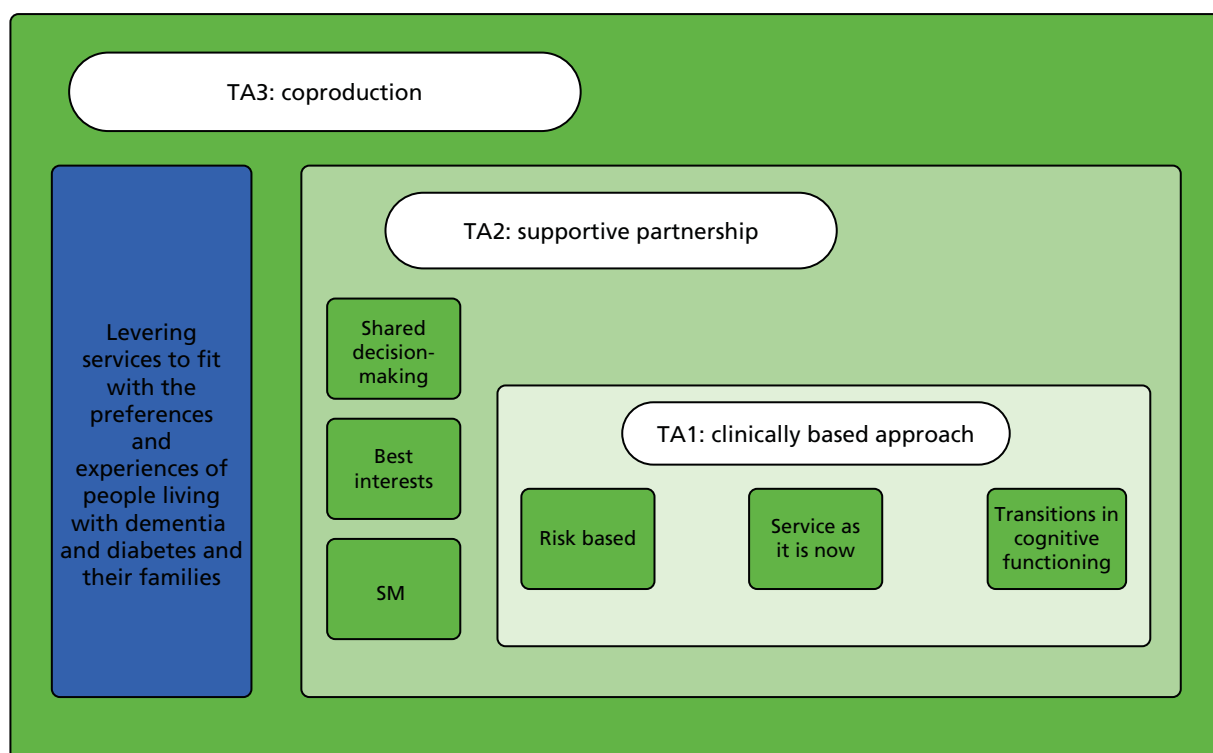 TA3: coproduction
Levering
services to fit
with the
preferences
and
experiences of
people living
with dementia
and diabetes and
their families
TA2: supportive partnership
Shared
decision-
making
Best
interests
SM
TA1: clinically based approach
Risk based
Service as
it is now
Transitions in
cognitive
functioning